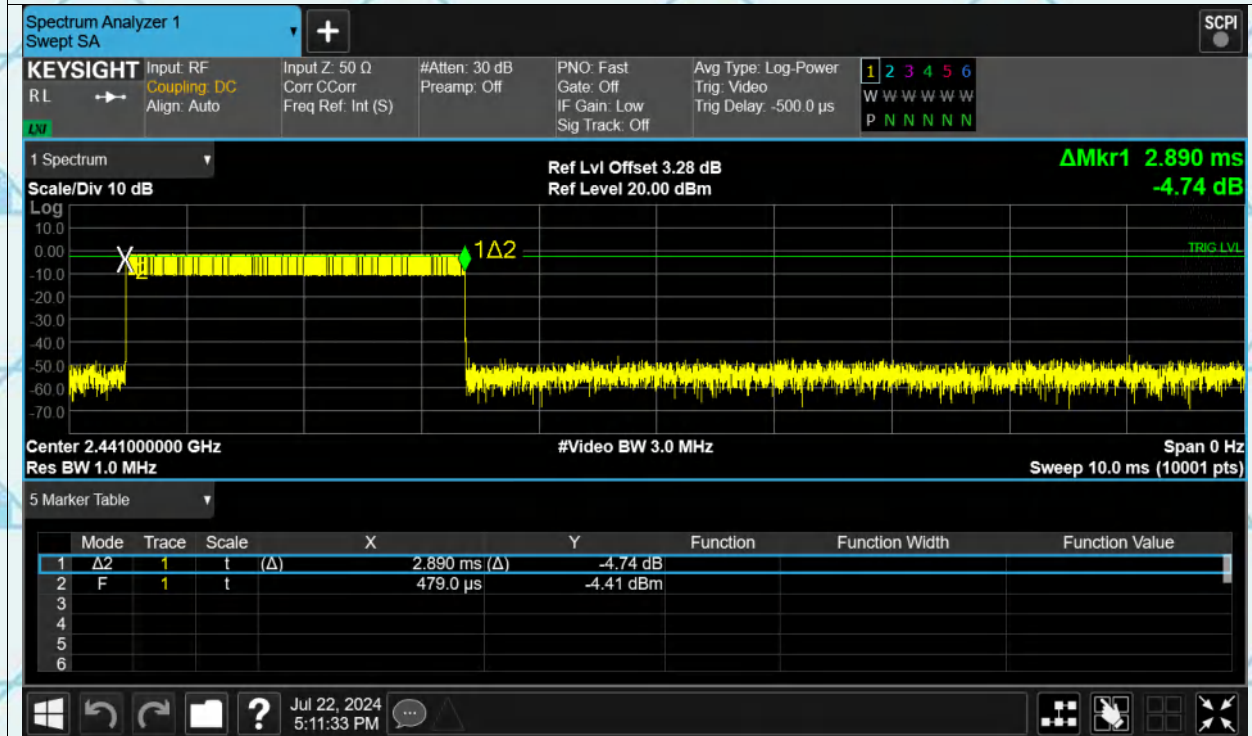 Spectrum Analyzer 1
Swept SA
+
SCPI
KEYSIGHT
RL
LXI
Input: RF
Coupling: DC
Align: Auto
Input Z: 50 Ω
Corr CCorr
Freq Ref: Int (S)
#Atten: 30 dB
Preamp: Off
PNO: Fast
Gate: Off
IF Gain: Low
Sig Track: Off
Avg Type: Log-Power
Trig: Video
Trig Delay: -500.0 µs
1 2 3 4 5 6
W W W W W W
P N N N N N
1 Spectrum
Scale/Div 10 dB
Ref Lvl Offset 3.28 dB
Ref Level 20.00 dBm
ΔMkr1 2.890 ms
-4.74 dB
Log
10.0
0.00
-10.0
-20.0
-30.0
-40.0
-50.0
-60.0
-70.0
X
2
1Δ2
TRIG LVL
Center 2.441000000 GHz
#Video BW 3.0 MHz
Span 0 Hz
Res BW 1.0 MHz
Sweep 10.0 ms (10001 pts)
5 Marker Table
Mode Trace Scale X Y Function Function Width Function Value
1 Δ2 1 t (Δ) 2.890 ms (Δ) -4.74 dB
2 F 1 t 479.0 µs -4.41 dBm
3
4
5
6
?
Jul 22, 2024
5:11:33 PM